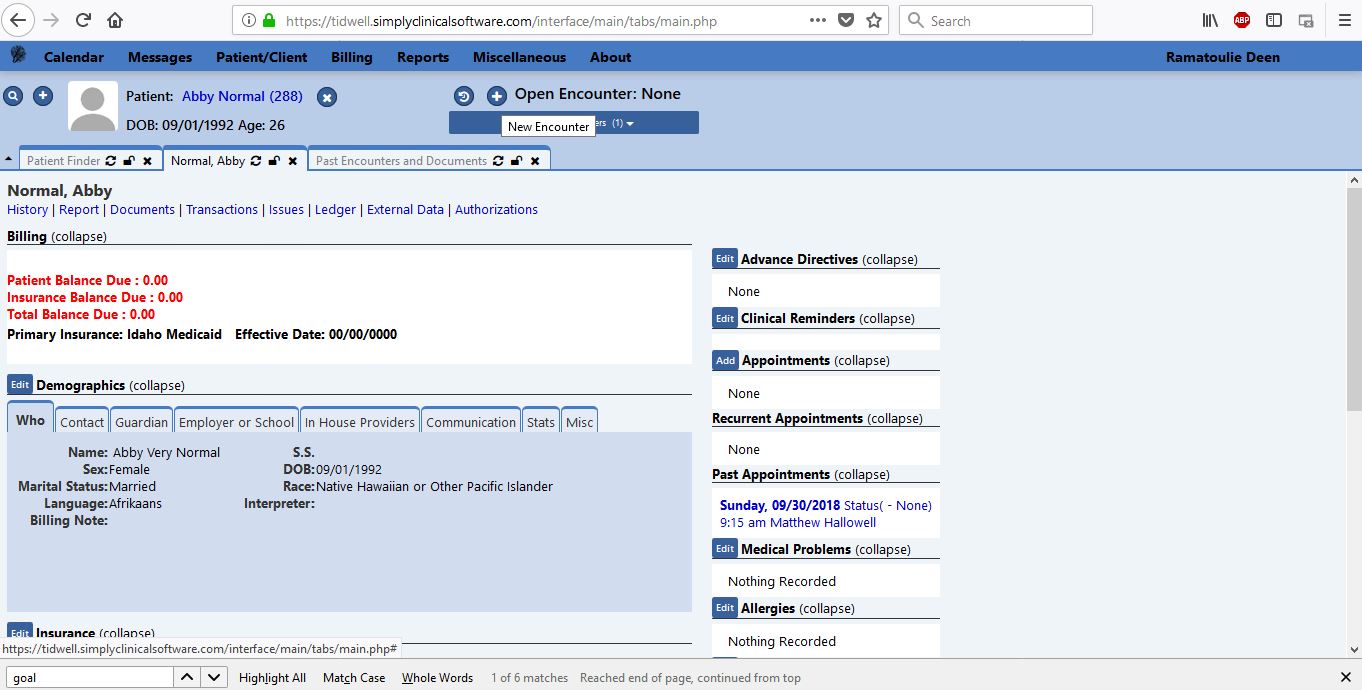 https://tidwell.simplyclinicalsoftware.com/interface/main/tabs/main.php
Search
ABP
Calendar Messages Patient/Client Billing Reports Miscellaneous About Ramatoulie Deen
Patient: Abby Normal (288)
DOB: 09/01/1992 Age: 26
Open Encounter: None
New Encounter
(1)
Patient Finder
Normal, Abby
Past Encounters and Documents
Normal, Abby
History | Report | Documents | Transactions | Issues | Ledger | External Data | Authorizations
Billing (collapse)
Patient Balance Due : 0.00
Insurance Balance Due : 0.00
Total Balance Due : 0.00
Primary Insurance: Idaho Medicaid Effective Date: 00/00/0000
Edit Demographics (collapse)
Who Contact Guardian Employer or School In House Providers Communication Stats Misc
Name: Abby Very Normal S.S.
Sex:Female DOB:09/01/1992
Marital Status:Married Race:Native Hawaiian or Other Pacific Islander
Language:Afrikaans Interpreter:
Billing Note:
Edit Insurance (collapse)
Edit Advance Directives (collapse)
None
Edit Clinical Reminders (collapse)
Add Appointments (collapse)
None
Recurrent Appointments (collapse)
None
Past Appointments (collapse)
Sunday, 09/30/2018 Status( - None)
9:15 am Matthew Hallowell
Edit Medical Problems (collapse)
Nothing Recorded
Edit Allergies (collapse)
Nothing Recorded
https://tidwell.simplyclinicalsoftware.com/interface/main/tabs/main.php#
goal Highlight All Match Case Whole Words 1 of 6 matches Reached end of page, continued from top